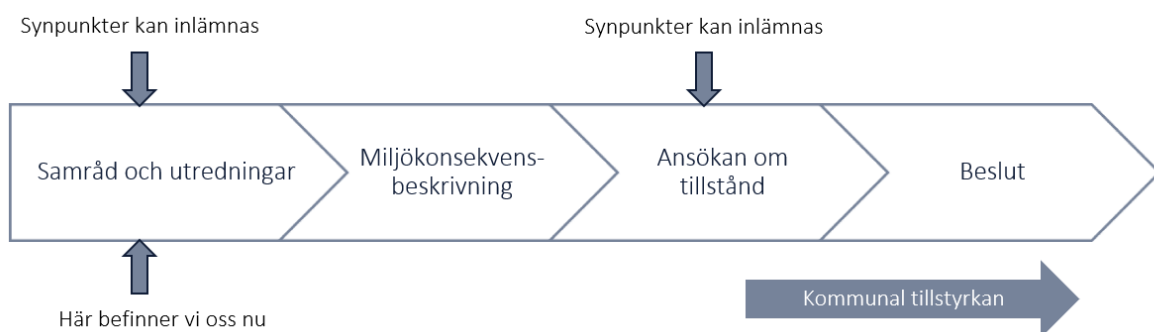 Synpunkter kan inlämnas
Synpunkter kan inlämnas
Samråd och utredningar
Miljökonsekvens-
beskrivning
Ansökan om
tillstånd
Beslut
Kommunal tillstyrkan
Här befinner vi oss nu